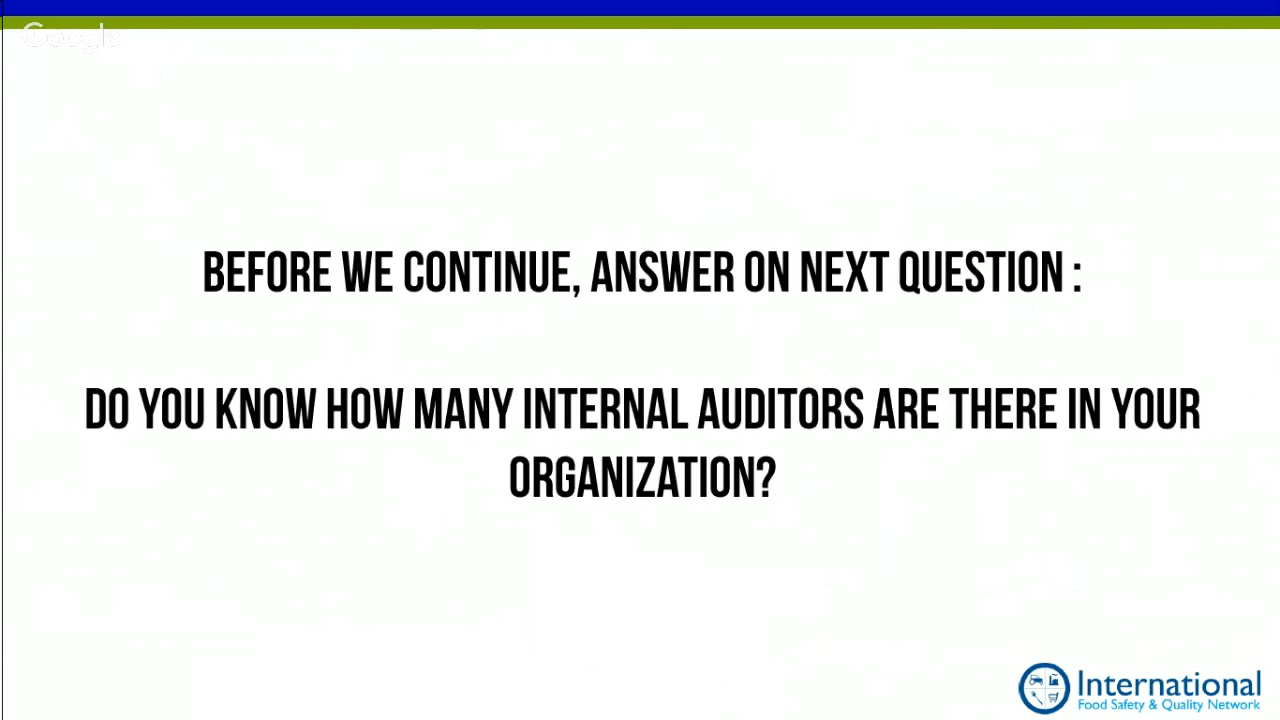 Google
BEFORE WE CONTINUE, ANSWER ON NEXT QUESTION :
DO YOU KNOW HOW MANY INTERNAL AUDITORS ARE THERE IN YOUR
ORGANIZATION?
International
Food Safety & Quality Network